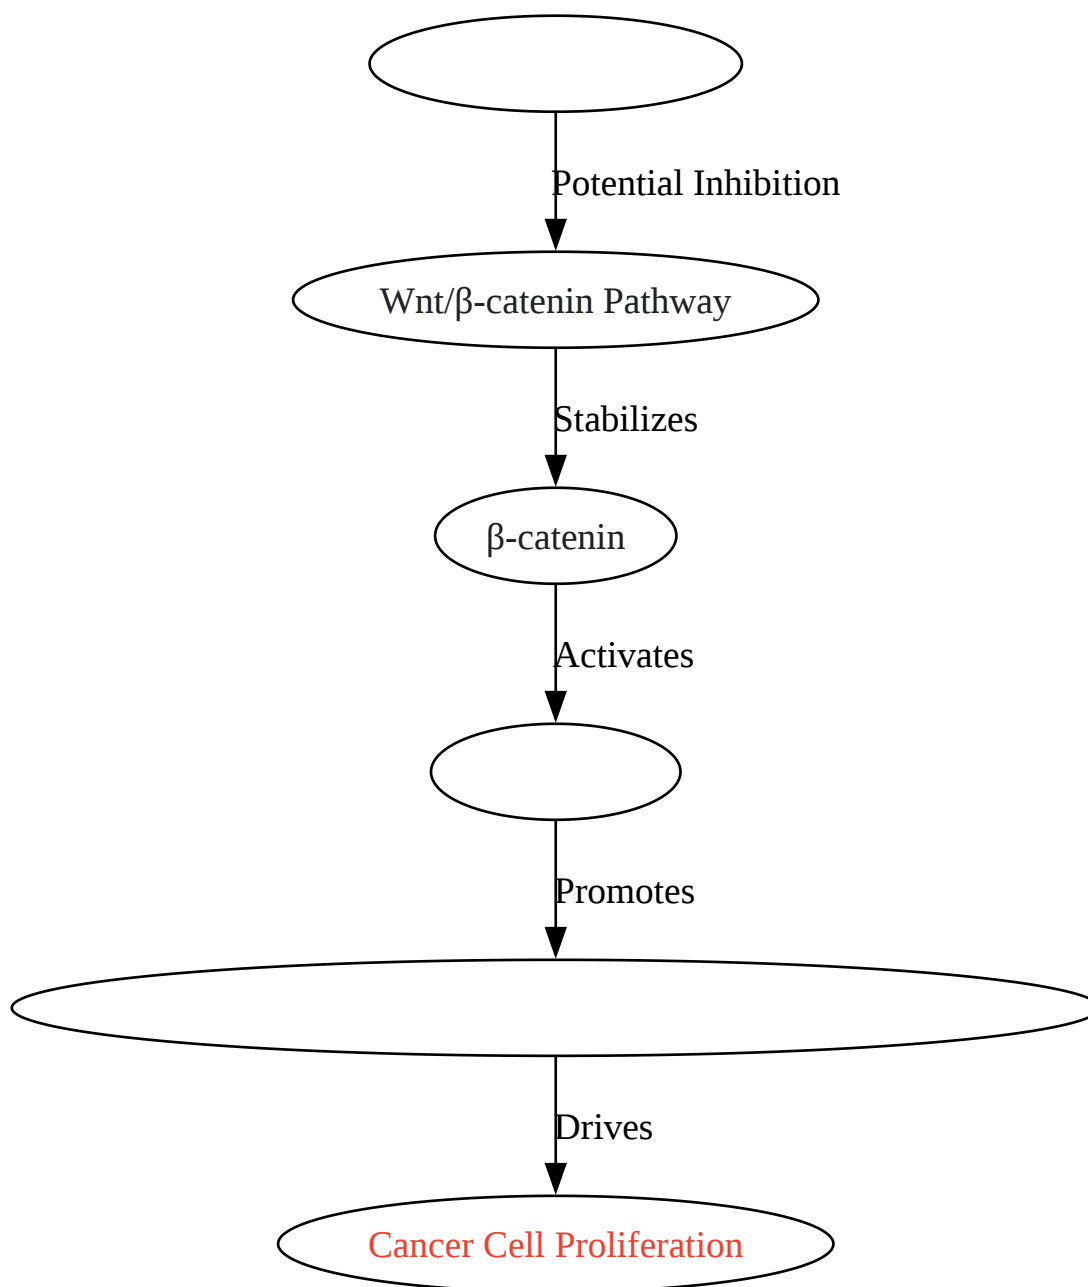 Potential Inhibition
Wnt/β-catenin Pathway
Stabilizes
β-catenin
Activates
Promotes
Drives
Cancer Cell Proliferation